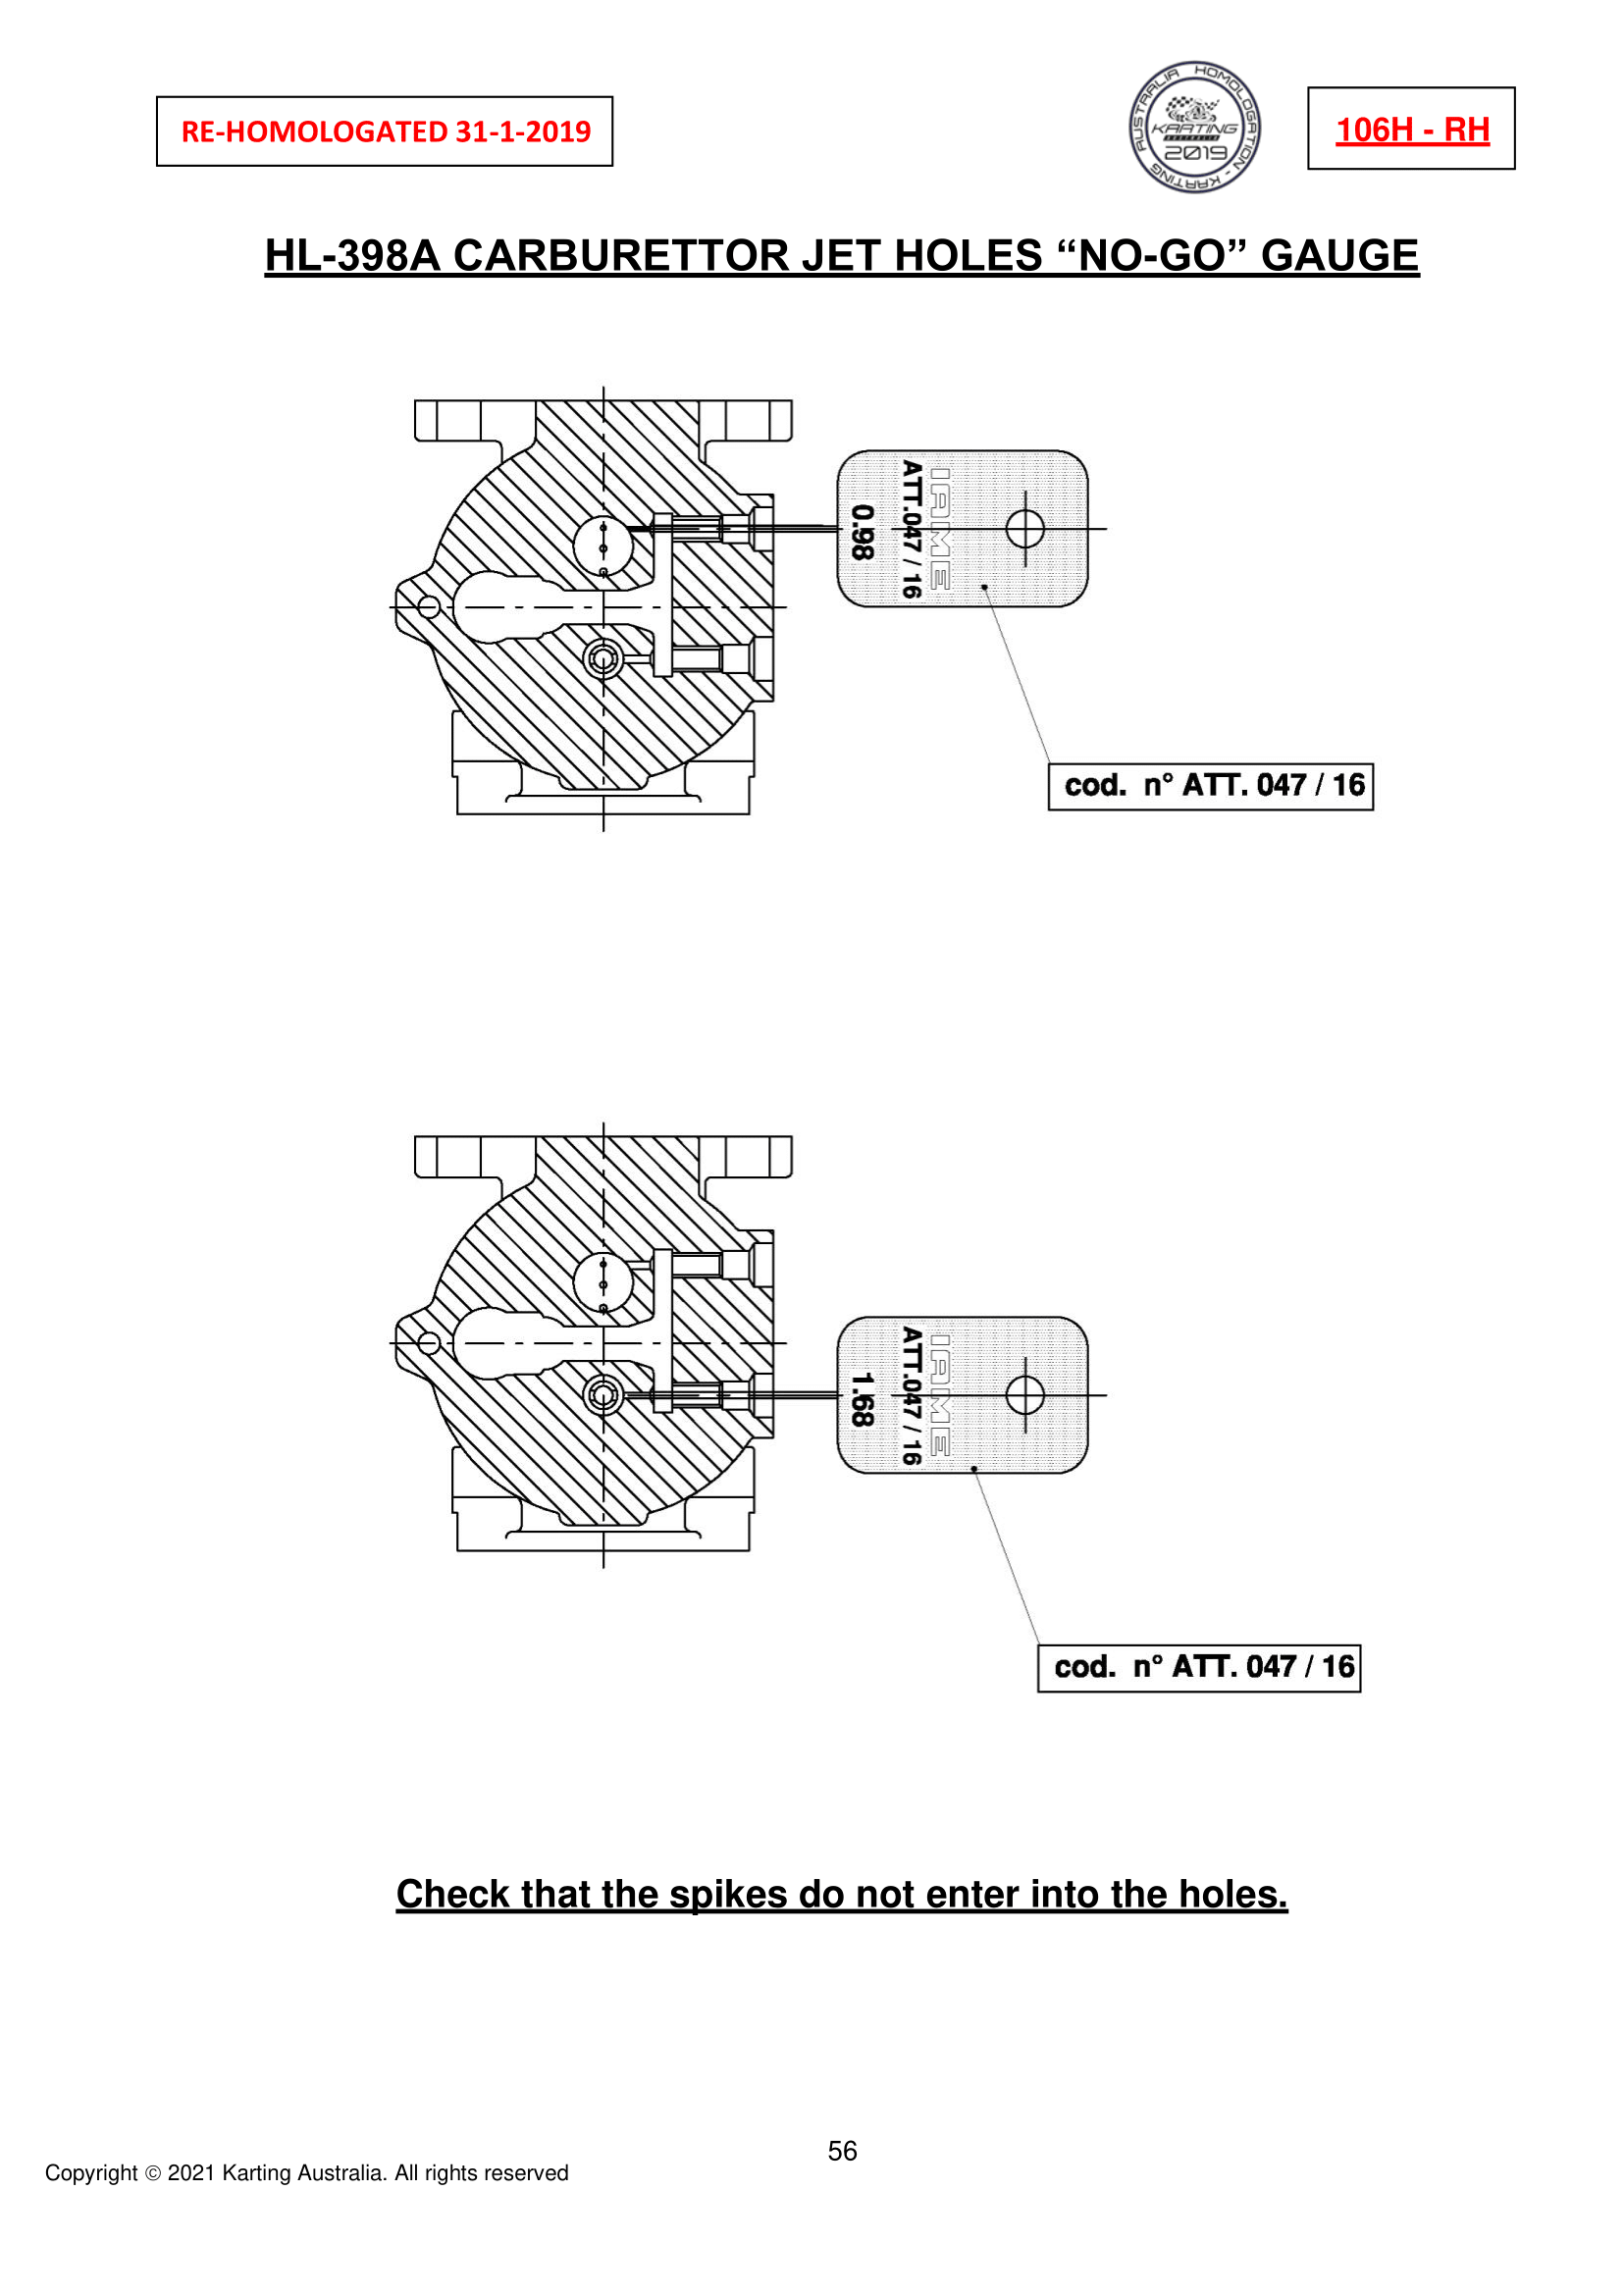 RE-HOMOLOGATED 31-1-2019
AUSTRALIA HOMOLOGATION - KARTING AUSTRALIA
KARTING
AUSTRALIA
2019
106H - RH
HL-398A CARBURETTOR JET HOLES “NO-GO” GAUGE
IAME
ATT.047 / 16
0.98
cod. n° ATT. 047 / 16
IAME
ATT.047 / 16
1.68
cod. n° ATT. 047 / 16
Check that the spikes do not enter into the holes.
56
Copyright © 2021 Karting Australia. All rights reserved